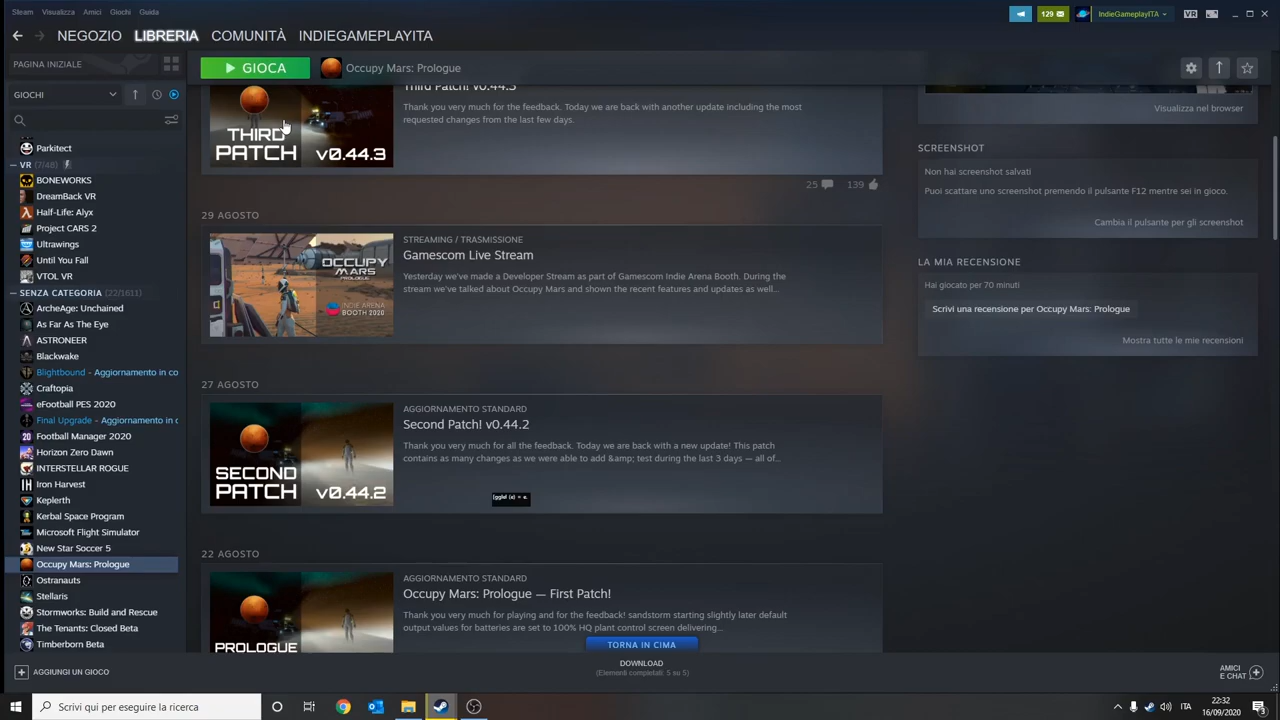 Steam Visualizza Amici Giochi Guida
129
IndieGameplayITA
VR
NEGOZIO LIBRERIA COMUNITÀ INDIEGAMEPLAYITA
PAGINA INIZIALE
GIOCA
Occupy Mars: Prologue
GIOCHI
Parkitect
VR (7/46)
BONEWORKS
DreamBack VR
Half-Life: Alyx
Project CARS 2
Ultrawings
Until You Fall
VTOL VR
SENZA CATEGORIA (22/1611)
ArcheAge: Unchained
As Far As The Eye
ASTRONEER
Blackwake
Blightbound - Aggiornamento in co
Craftopia
eFootball PES 2020
Final Upgrade - Aggiornamento in c
Football Manager 2020
Horizon Zero Dawn
INTERSTELLAR ROGUE
Iron Harvest
Keplerth
Kerbal Space Program
Microsoft Flight Simulator
New Star Soccer 5
Occupy Mars: Prologue
Ostranauts
Stellaris
Stormworks: Build and Rescue
The Tenants: Closed Beta
Timberborn Beta
AGGIUNGI UN GIOCO
Third Patch! v0.44.3
Thank you very much for the feedback. Today we are back with another update including the most
requested changes from the last few days.
THIRD
PATCH v0.44.3
25 139
29 AGOSTO
STREAMING / TRASMISSIONE
Gamescom Live Stream
Yesterday we've made a Developer Stream as part of Gamescom Indie Arena Booth. During the
stream we've talked about Occupy Mars and shown the recent features and updates as well...
OCCUPY
MARS
PROLOGUE
INDIE ARENA
BOOTH 2020
27 AGOSTO
AGGIORNAMENTO STANDARD
Second Patch! v0.44.2
Thank you very much for all the feedback. Today we are back with a new update! This patch
contains as many changes as we were able to add &amp; test during the last 3 days — all of...
SECOND
PATCH v0.44.2
22 AGOSTO
AGGIORNAMENTO STANDARD
Occupy Mars: Prologue — First Patch!
Thank you very much for playing and for the feedback! sandstorm starting slightly later default
output values for batteries are set to 100% HQ plant control screen delivering...
PROLOGUE
TORNA IN CIMA
DOWNLOAD
(Elementi completati: 5 su 5)
Visualizza nel browser
SCREENSHOT
Non hai screenshot salvati
Puoi scattare uno screenshot premendo il pulsante F12 mentre sei in gioco.
Cambia il pulsante per gli screenshot
LA MIA RECENSIONE
Hai giocato per 70 minuti
Scrivi una recensione per Occupy Mars: Prologue
Mostra tutte le mie recensioni
AMICI
E CHAT
Scrivi qui per eseguire la ricerca
ITA
22:32
16/09/2020